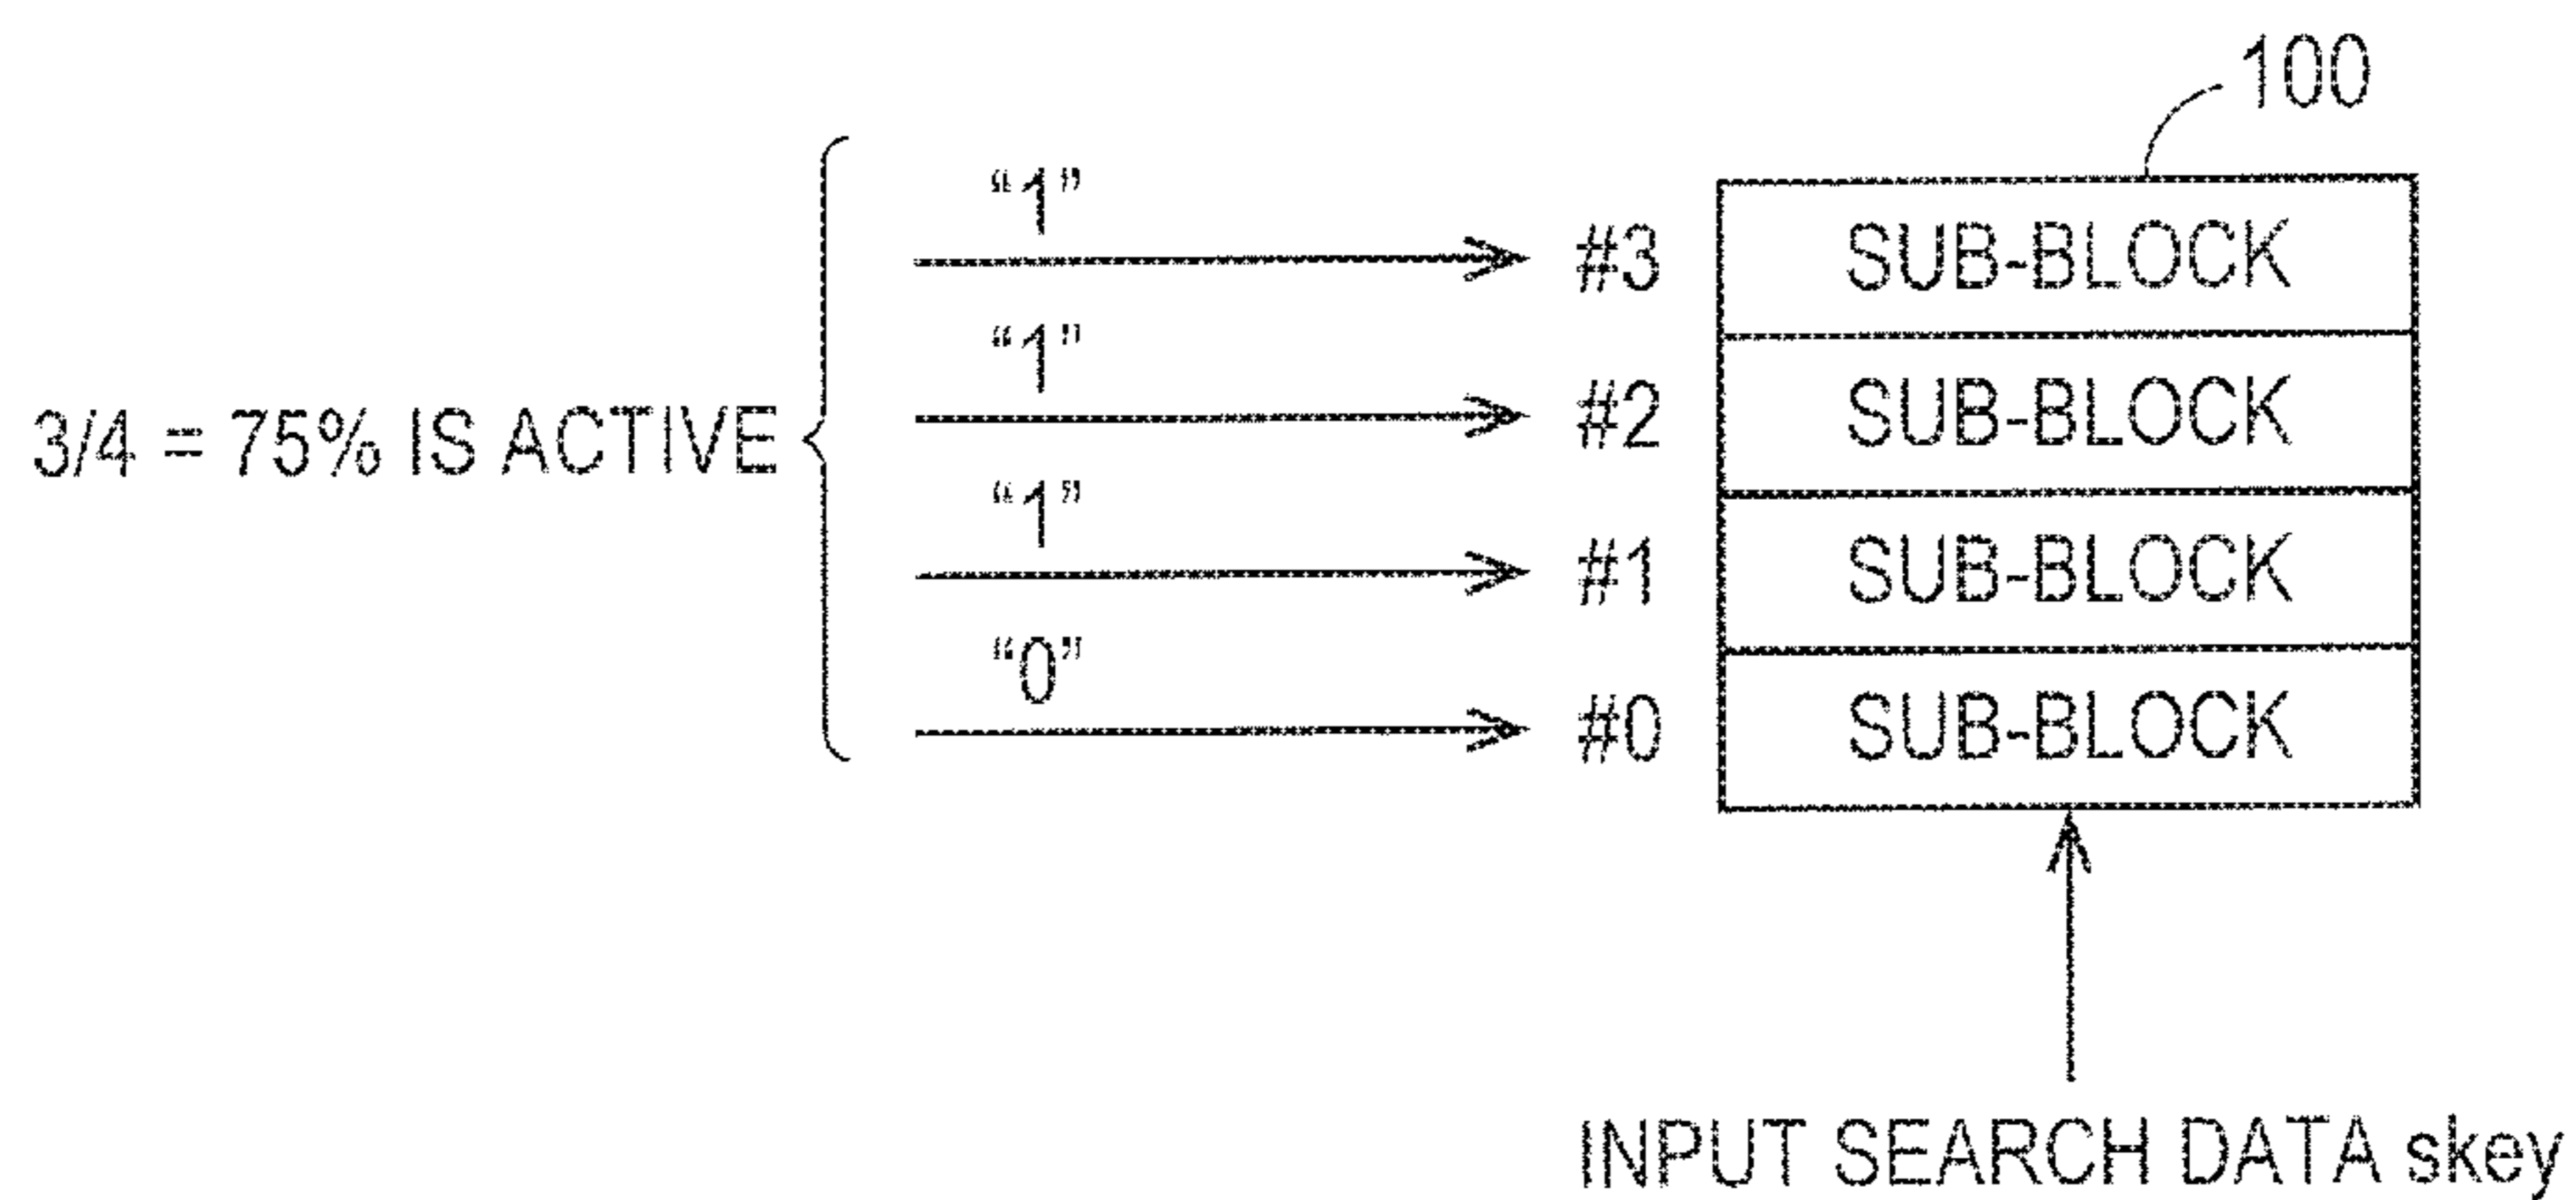 100
"1"
#3 SUB-BLOCK
"1"
#2 SUB-BLOCK
3/4 = 75% IS ACTIVE
"1"
#1 SUB-BLOCK
"0"
#0 SUB-BLOCK
INPUT SEARCH DATA skey